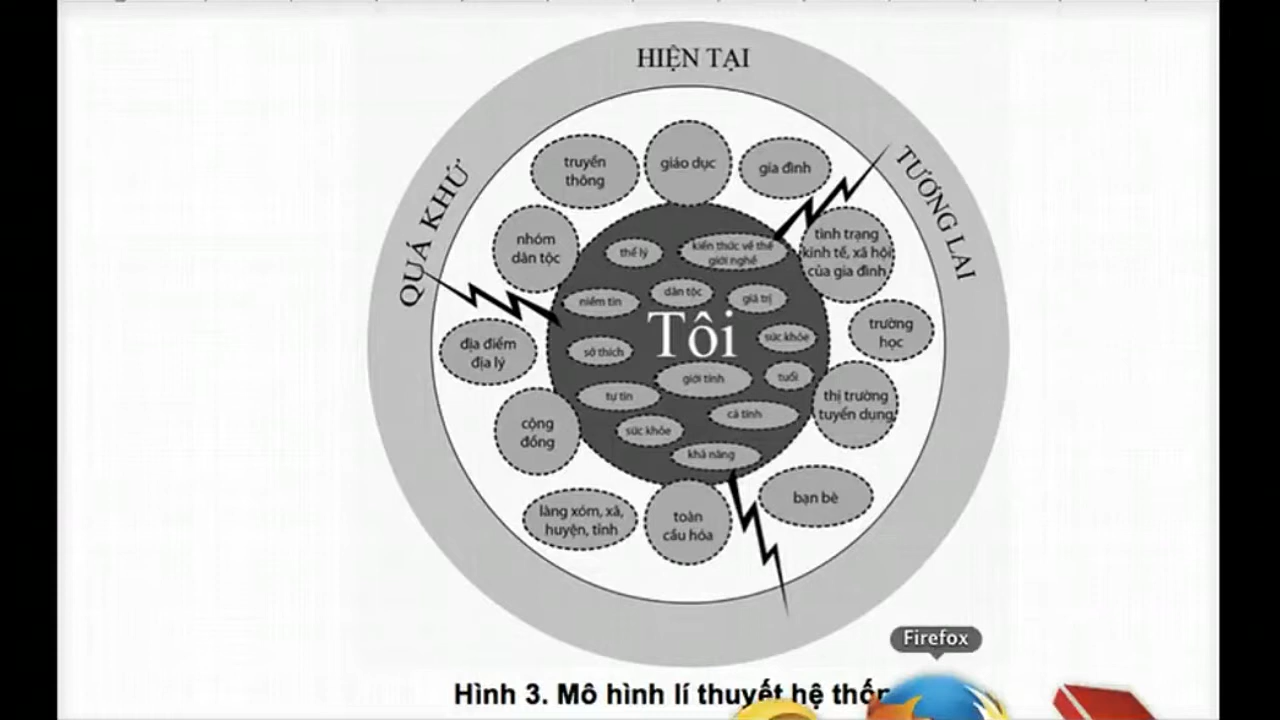 HIỆN TẠI
QUÁ KHỨ
TƯƠNG LAI
truyền
thông
giáo dục
gia đình
nhóm
dân tộc
tình trạng
kinh tế, xã hội
của gia đình
địa điểm
địa lý
trường
học
cộng
đồng
thị trường
tuyển dụng
làng xóm, xã,
huyện, tỉnh
toàn
cầu hóa
bạn bè
thể lý
kiến thức về thế
giới nghề
niềm tin
dân tộc
giá trị
Tôi
sức khỏe
sở thích
giới tính
tuổi
tự tin
cá tính
sức khỏe
khả năng
Firefox
Hình 3. Mô hình lí thuyết hệ